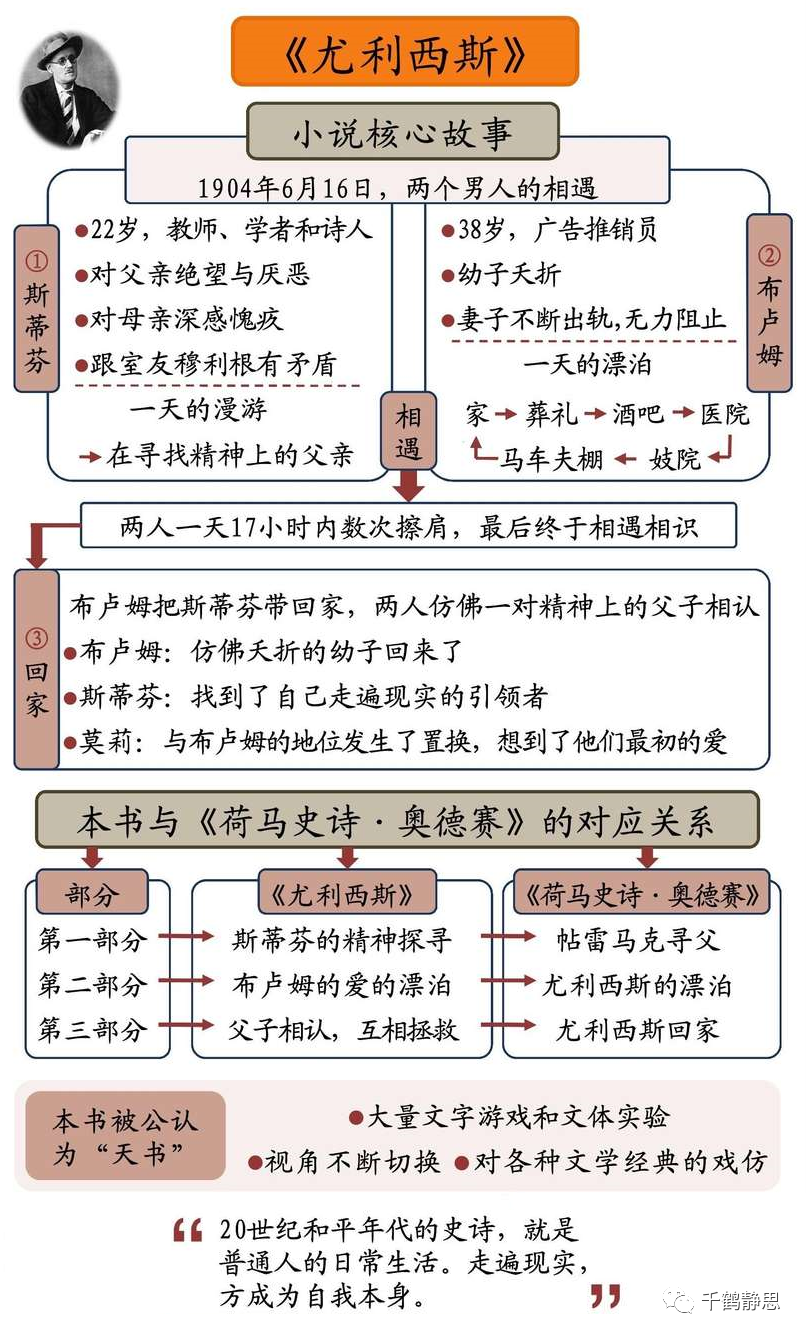 《尤利西斯》
小说核心故事
1904年6月16日，两个男人的相遇
①斯蒂芬
●22岁，教师、学者和诗人
●对父亲绝望与厌恶
●对母亲深感愧疚
●跟室友穆利根有矛盾
一天的漫游
→在寻找精神上的父亲
②布卢姆
●38岁，广告推销员
●幼子夭折
●妻子不断出轨,无力阻止
一天的漂泊
家→葬礼→酒吧→医院
马车夫棚←妓院
相遇
两人一天17小时内数次擦肩，最后终于相遇相识
③回家
布卢姆把斯蒂芬带回家，两人仿佛一对精神上的父子相认
●布卢姆：仿佛夭折的幼子回来了
●斯蒂芬：找到了自己走遍现实的引领者
●莫莉：与布卢姆的地位发生了置换，想到了他们最初的爱
本书与《荷马史诗·奥德赛》的对应关系
部分 《尤利西斯》 《荷马史诗·奥德赛》
第一部分→斯蒂芬的精神探寻→帖雷马克寻父
第二部分→布卢姆的爱的漂泊→尤利西斯的漂泊
第三部分→父子相认，互相拯救→尤利西斯回家
本书被公认
为“天书”
●大量文字游戏和文体实验
●视角不断切换 ●对各种文学经典的戏仿
“20世纪和平年代的史诗，就是
普通人的日常生活。走遍现实，
方成为自我本身。”
千鹤静思